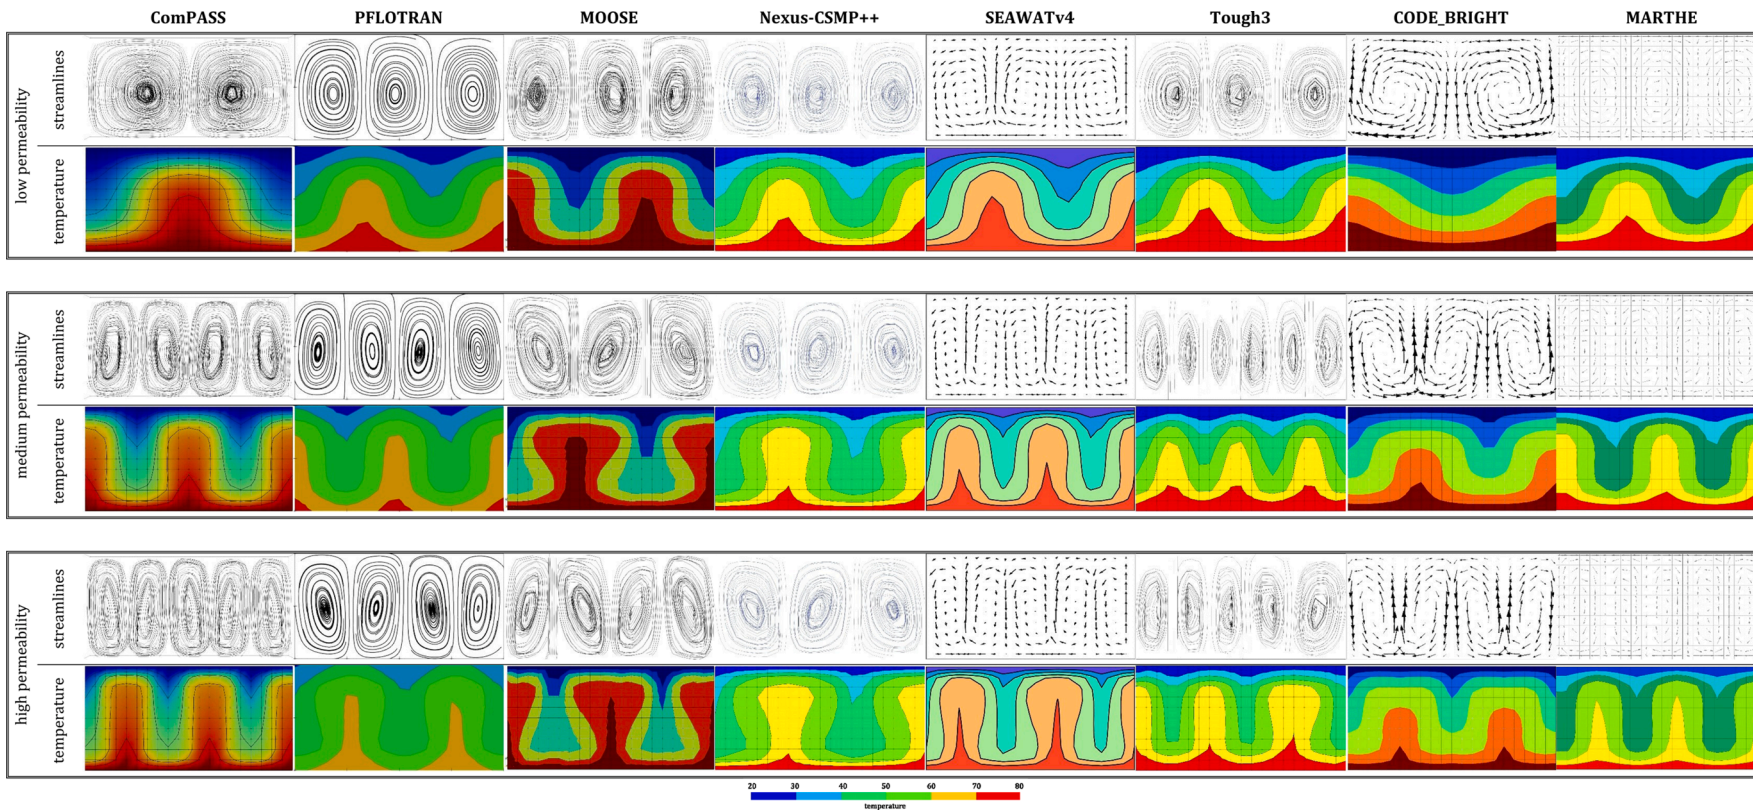 ComPASS PFLOTRAN MOOSE Nexus-CSMP++ SEAWATv4 Tough3 CODE_BRIGHT MARTHE
low permeability
streamlines
temperature
medium permeability
streamlines
temperature
high permeability
streamlines
temperature
20 30 40 50 60 70 80
temperature